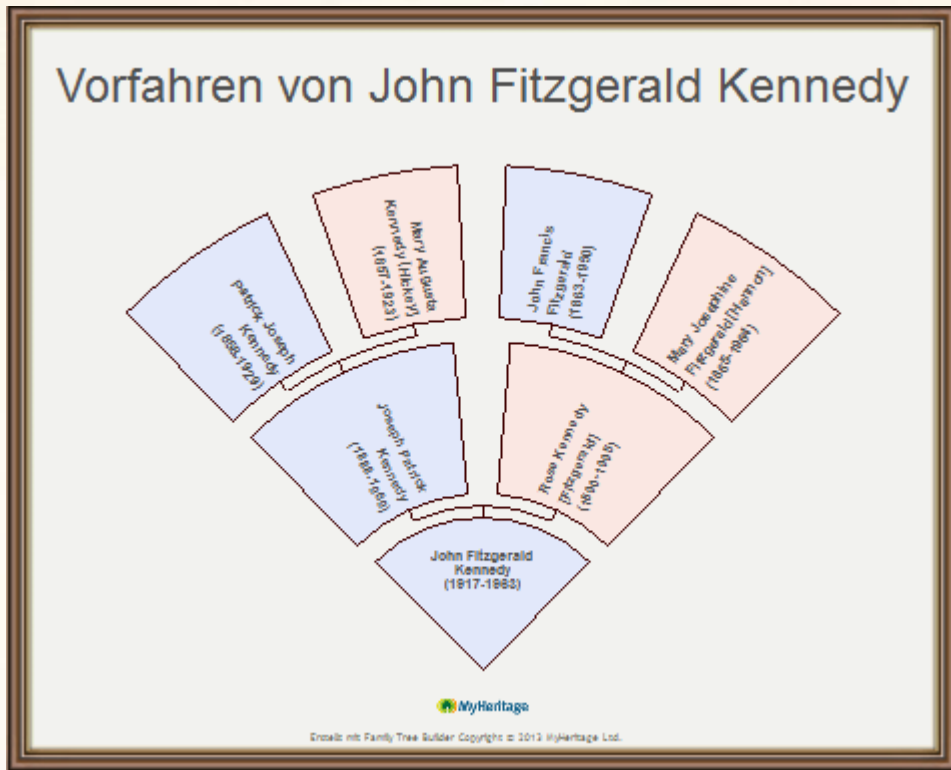 Vorfahren von John Fitzgerald Kennedy
Patrick Joseph
Kennedy
(1858-1929)
Mary Augusta
Kennedy [Hickey]
(1857-1923)
John Francis
Fitzgerald
(1863-1950)
Mary Josephine
Fitzgerald [Hannon]
(1865-1964)
Joseph Patrick
Kennedy
(1888-1969)
Rose Kennedy
[Fitzgerald]
(1890-1995)
John Fitzgerald
Kennedy
(1917-1963)
MyHeritage
Erstellt mit Family Tree Builder Copyright © 2013 MyHeritage Ltd.